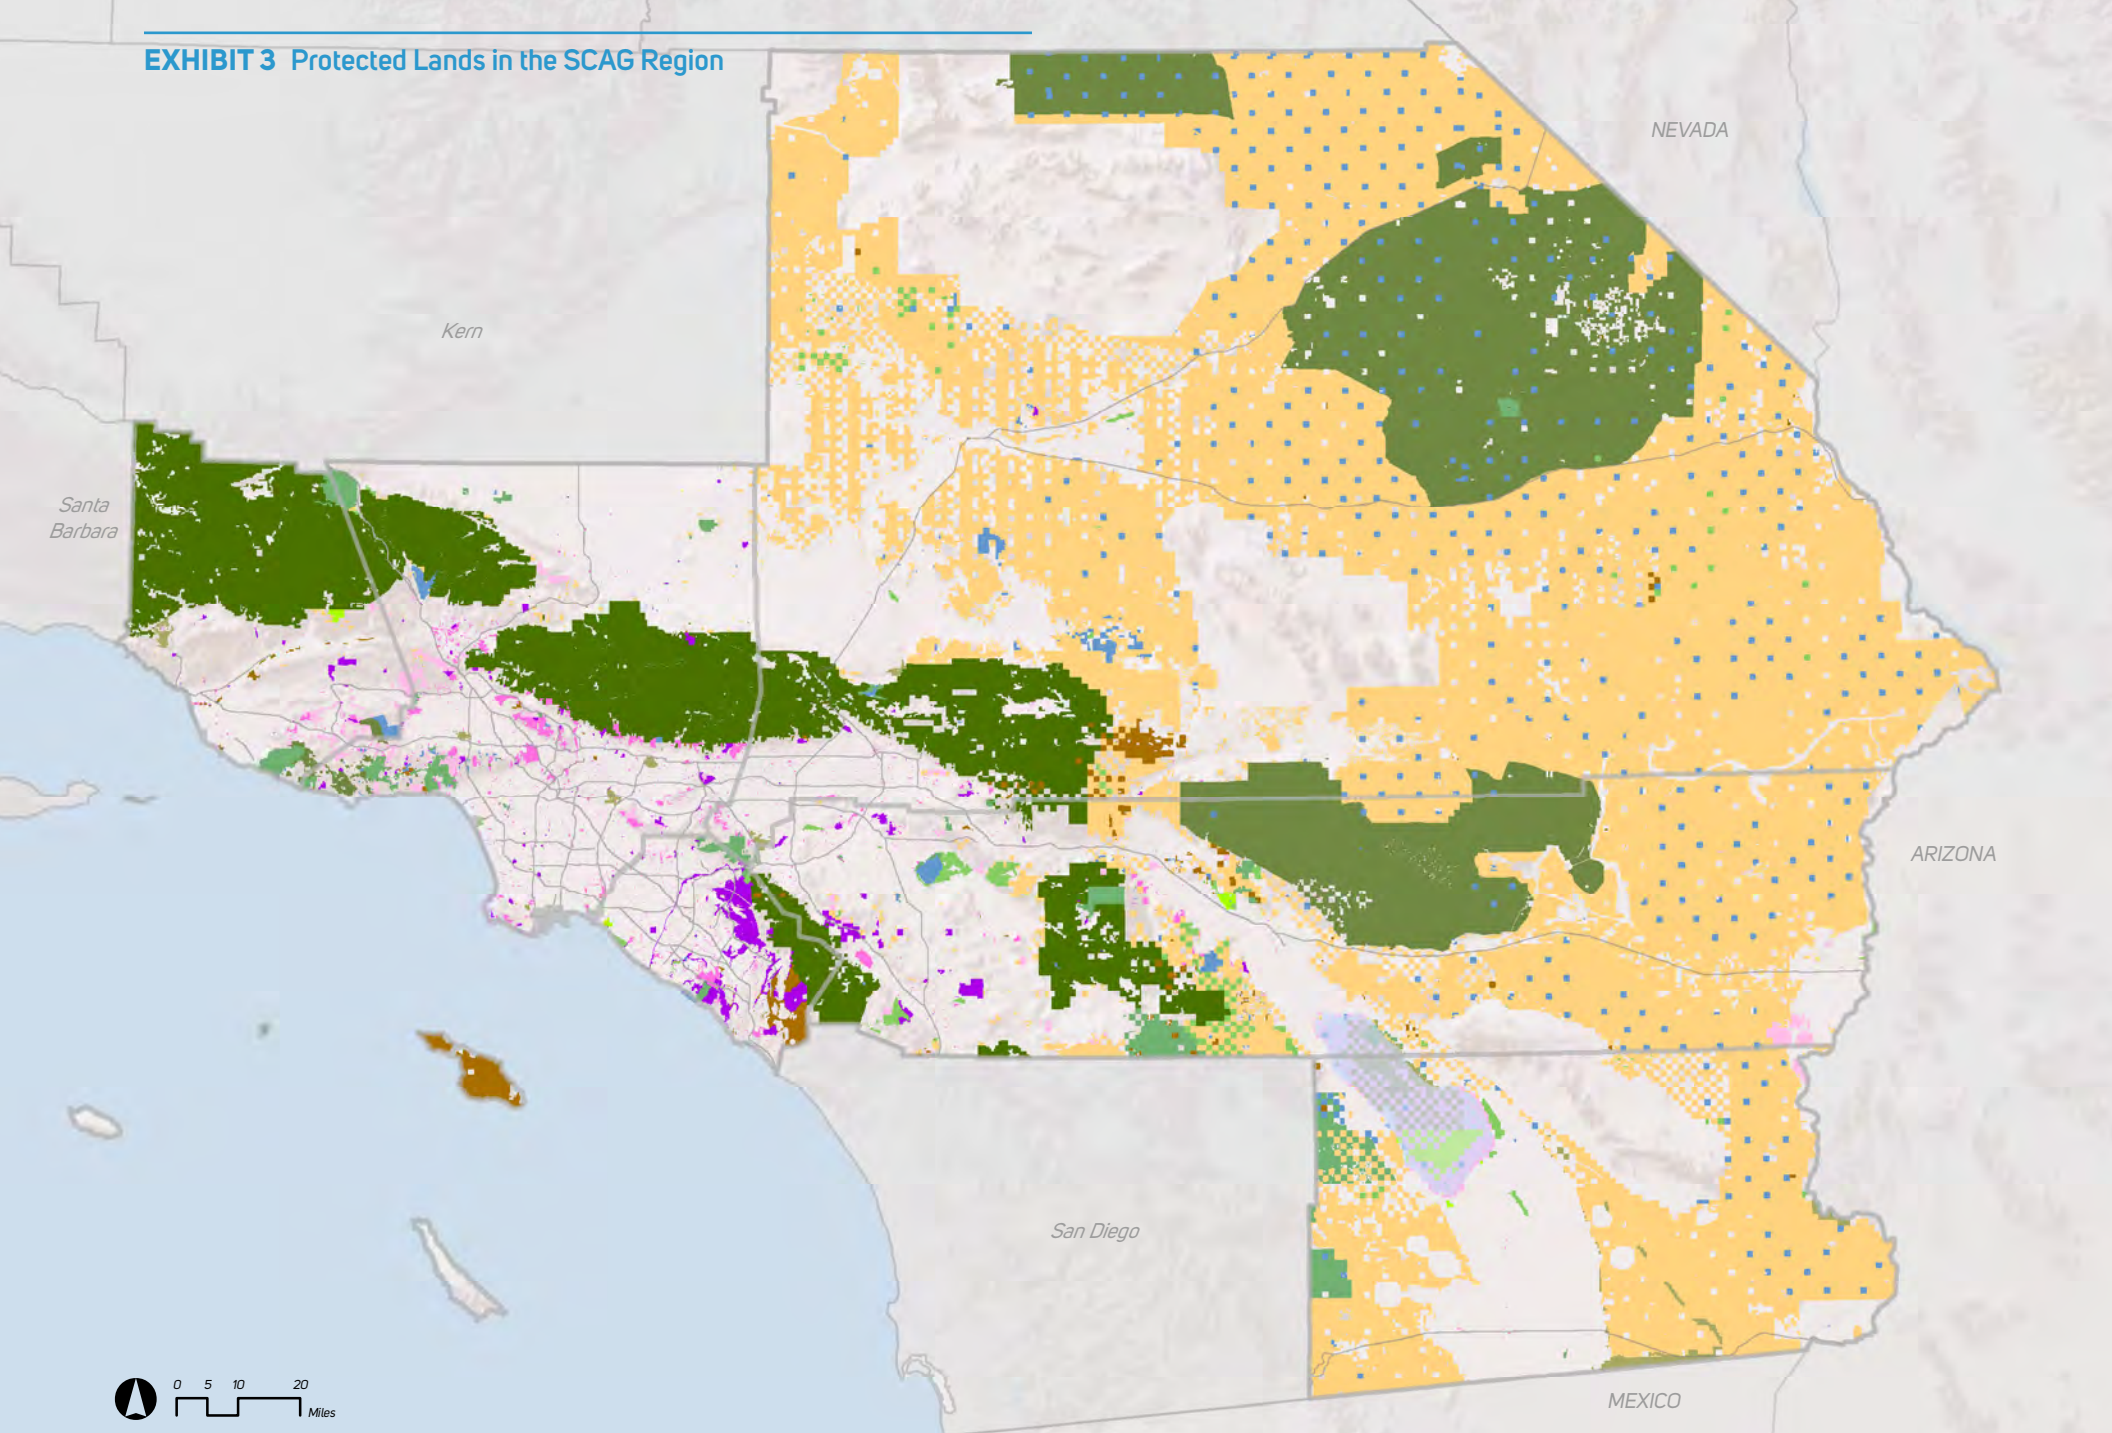 EXHIBIT 3 Protected Lands in the SCAG Region
NEVADA
Kern
Santa
Barbara
ARIZONA
San Diego
MEXICO
0 5 10 20
Miles